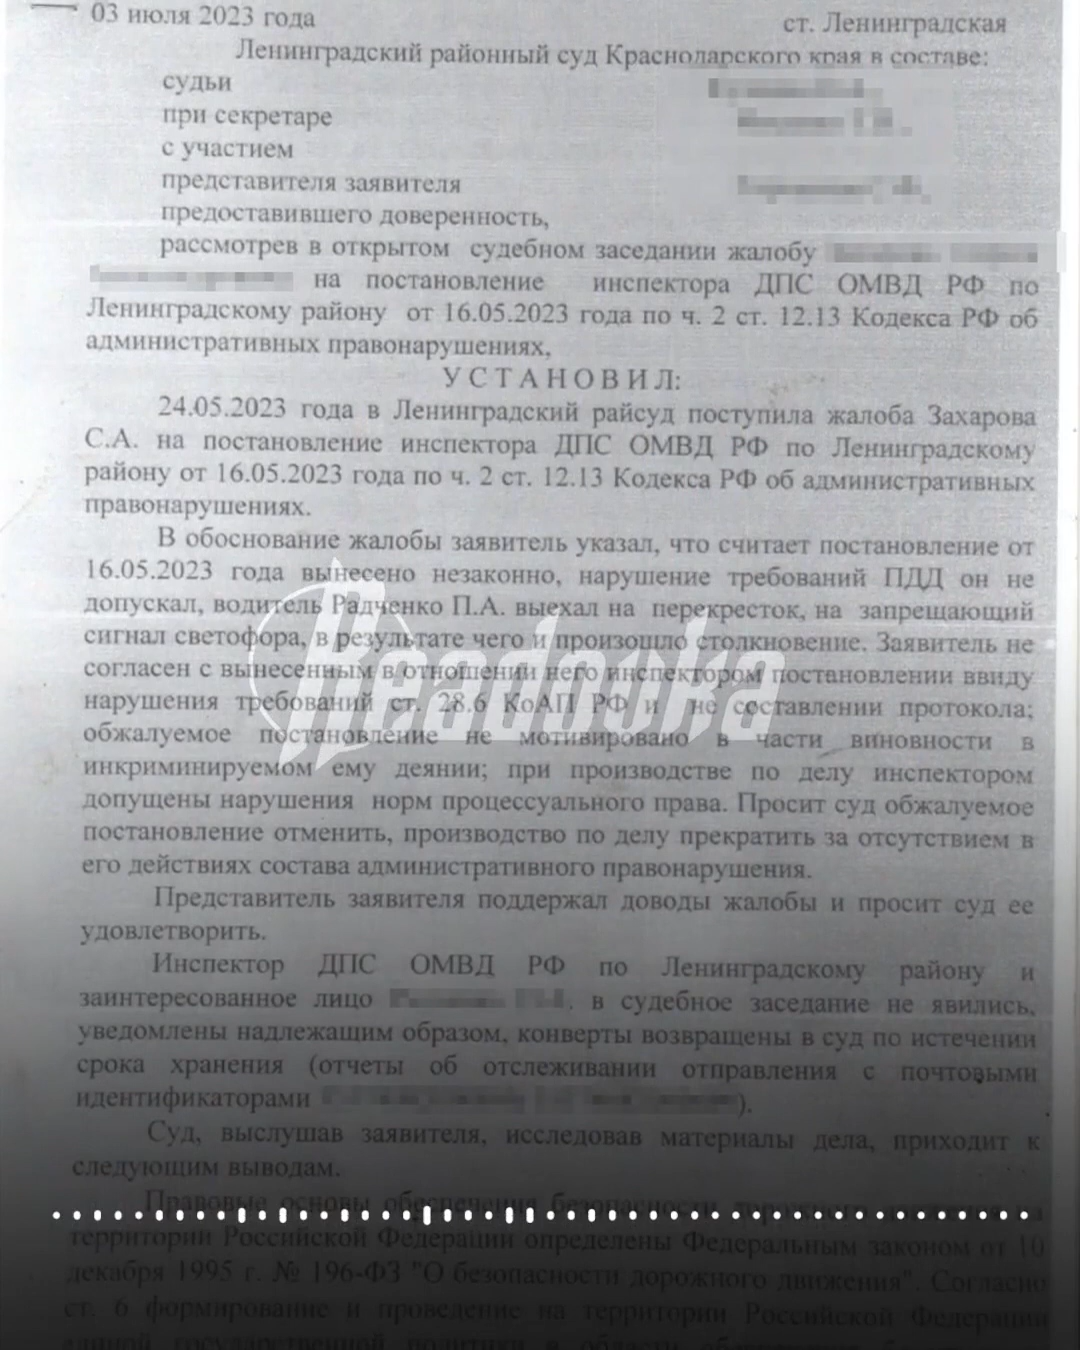 03 июля 2023 года ст. Ленинградская
Ленинградский районный суд Краснодарского края в составе:
судьи
при секретаре
с участием
представителя заявителя
предоставившего доверенность,
рассмотрев в открытом судебном заседании жалобу
на постановление инспектора ДПС ОМВД РФ по
Ленинградскому району от 16.05.2023 года по ч. 2 ст. 12.13 Кодекса РФ об
административных правонарушениях,
У С Т А Н О В И Л:
24.05.2023 года в Ленинградский райсуд поступила жалоба Захарова
С.А. на постановление инспектора ДПС ОМВД РФ по Ленинградскому
району от 16.05.2023 года по ч. 2 ст. 12.13 Кодекса РФ об административных
правонарушениях.
В обоснование жалобы заявитель указал, что считает постановление от
16.05.2023 года вынесено незаконно, нарушение требований ПДД он не
допускал, водитель Радченко П.А. выехал на перекресток, на запрещающий
сигнал светофора, в результате чего и произошло столкновение. Заявитель не
согласен с вынесенным в отношении него инспектором постановлении ввиду
нарушения требований ст. 28.6 КоАП РФ и не составлении протокола;
обжалуемое постановление не мотивировано в части виновности в
инкриминируемом ему деянии; при производстве по делу инспектором
допущены нарушения норм процессуального права. Просит суд обжалуемое
постановление отменить, производство по делу прекратить за отсутствием в
его действиях состава административного правонарушения.
Представитель заявителя поддержал доводы жалобы и просит суд ее
удовлетворить.
Инспектор ДПС ОМВД РФ по Ленинградскому району и
заинтересованное лицо в судебное заседание не явились,
уведомлены надлежащим образом, конверты возвращены в суд по истечении
срока хранения (отчеты об отслеживании отправления с почтовыми
идентификаторами ).
Суд, выслушав заявителя, исследовав материалы дела, приходит к
следующим выводам.
Правовые основы обеспечения безопасности дорожного движения на
территории Российской Федерации определены Федеральным законом от 10
декабря 1995 г. № 196-ФЗ "О безопасности дорожного движения". Согласно
ст. 6 формирование и проведение на территории Российской Федерации
единой государственной политики в области
Readovka